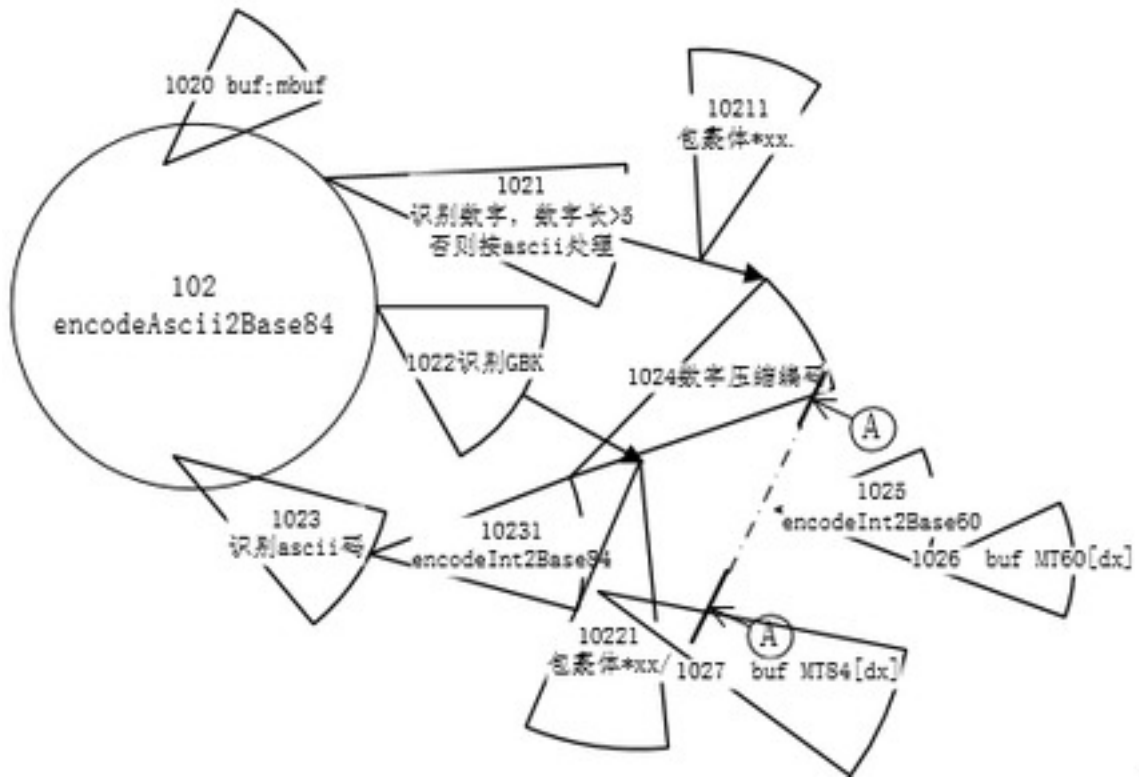 1020 buf:mbuf
10211
包裹体*xx.
1021
识别数字，数字长>5
否则按ascii处理
102
encodeAscii2Base84
1022识别GBK
1024数字压缩编码
A
1025
encodeInt2Base60
1026 buf MT60[dx]
1023
识别ascii码
10231
encodeInt2Base84
A
10221
包裹体*xx/
1027 buf MT84[dx]